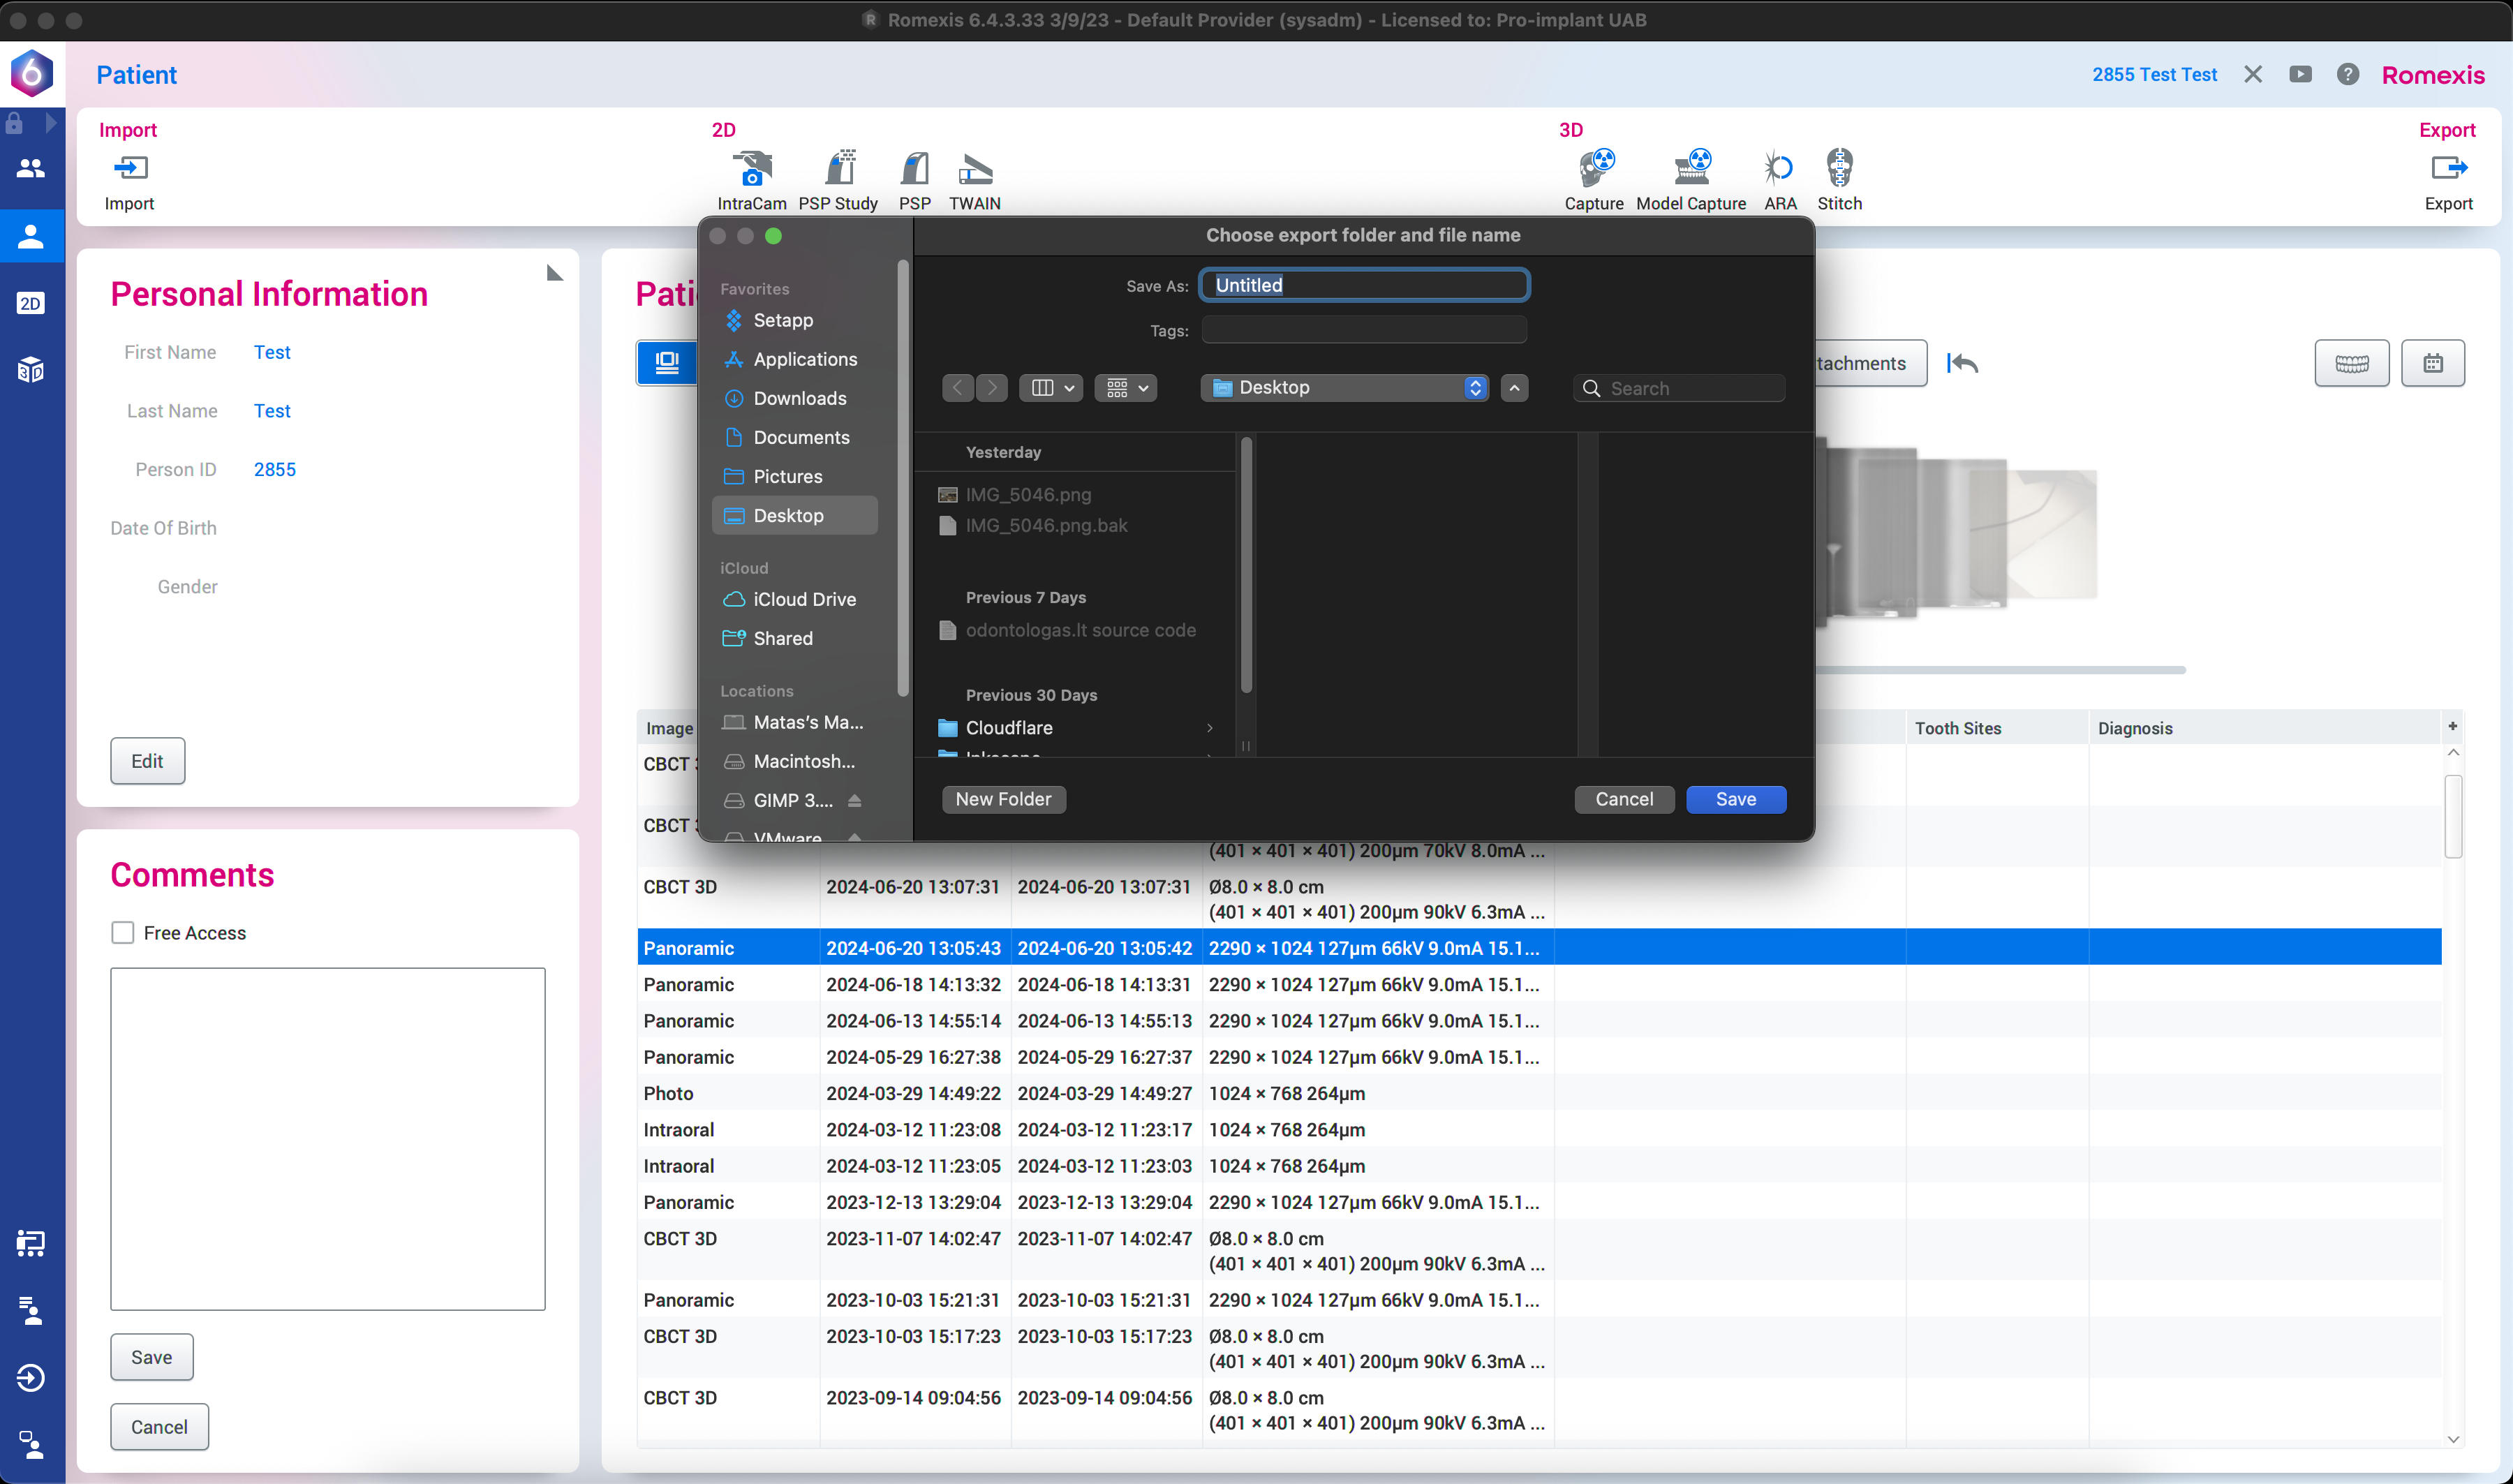 Romexis 6.4.3.33 3/9/23 - Default Provider (sysadm) - Licensed to: Pro-implant UAB
6
Patient
2855 Test Test
Romexis
Import
2D
3D
Export
Import
IntraCam
PSP Study
PSP
TWAIN
Capture
Model Capture
ARA
Stitch
Export
2D
3D
Personal Information
First Name Test
Last Name Test
Person ID 2855
Date Of Birth
Gender
Edit
Comments
Free Access
Save
Cancel
Pati
tachments
Choose export folder and file name
Save As: Untitled
Tags:
Desktop
Search
Favorites
Setapp
Applications
Downloads
Documents
Pictures
Desktop
iCloud
iCloud Drive
Shared
Locations
Matas's Ma...
Macintosh...
GIMP 3....
VMware
Yesterday
IMG_5046.png
IMG_5046.png.bak
Previous 7 Days
odontologas.lt source code
Previous 30 Days
Cloudflare
New Folder
Cancel
Save
Image
Tooth Sites
Diagnosis
+
CBCT
CBCT
(401 × 401 × 401) 200µm 70kV 8.0mA ...
CBCT 3D 2024-06-20 13:07:31 2024-06-20 13:07:31 Ø8.0 × 8.0 cm
(401 × 401 × 401) 200µm 90kV 6.3mA ...
Panoramic 2024-06-20 13:05:43 2024-06-20 13:05:42 2290 × 1024 127µm 66kV 9.0mA 15.1...
Panoramic 2024-06-18 14:13:32 2024-06-18 14:13:31 2290 × 1024 127µm 66kV 9.0mA 15.1...
Panoramic 2024-06-13 14:55:14 2024-06-13 14:55:13 2290 × 1024 127µm 66kV 9.0mA 15.1...
Panoramic 2024-05-29 16:27:38 2024-05-29 16:27:37 2290 × 1024 127µm 66kV 9.0mA 15.1...
Photo 2024-03-29 14:49:22 2024-03-29 14:49:27 1024 × 768 264µm
Intraoral 2024-03-12 11:23:08 2024-03-12 11:23:17 1024 × 768 264µm
Intraoral 2024-03-12 11:23:05 2024-03-12 11:23:03 1024 × 768 264µm
Panoramic 2023-12-13 13:29:04 2023-12-13 13:29:04 2290 × 1024 127µm 66kV 9.0mA 15.1...
CBCT 3D 2023-11-07 14:02:47 2023-11-07 14:02:47 Ø8.0 × 8.0 cm
(401 × 401 × 401) 200µm 90kV 6.3mA ...
Panoramic 2023-10-03 15:21:31 2023-10-03 15:21:31 2290 × 1024 127µm 66kV 9.0mA 15.1...
CBCT 3D 2023-10-03 15:17:23 2023-10-03 15:17:23 Ø8.0 × 8.0 cm
(401 × 401 × 401) 200µm 90kV 6.3mA ...
CBCT 3D 2023-09-14 09:04:56 2023-09-14 09:04:56 Ø8.0 × 8.0 cm
(401 × 401 × 401) 200µm 90kV 6.3mA ...